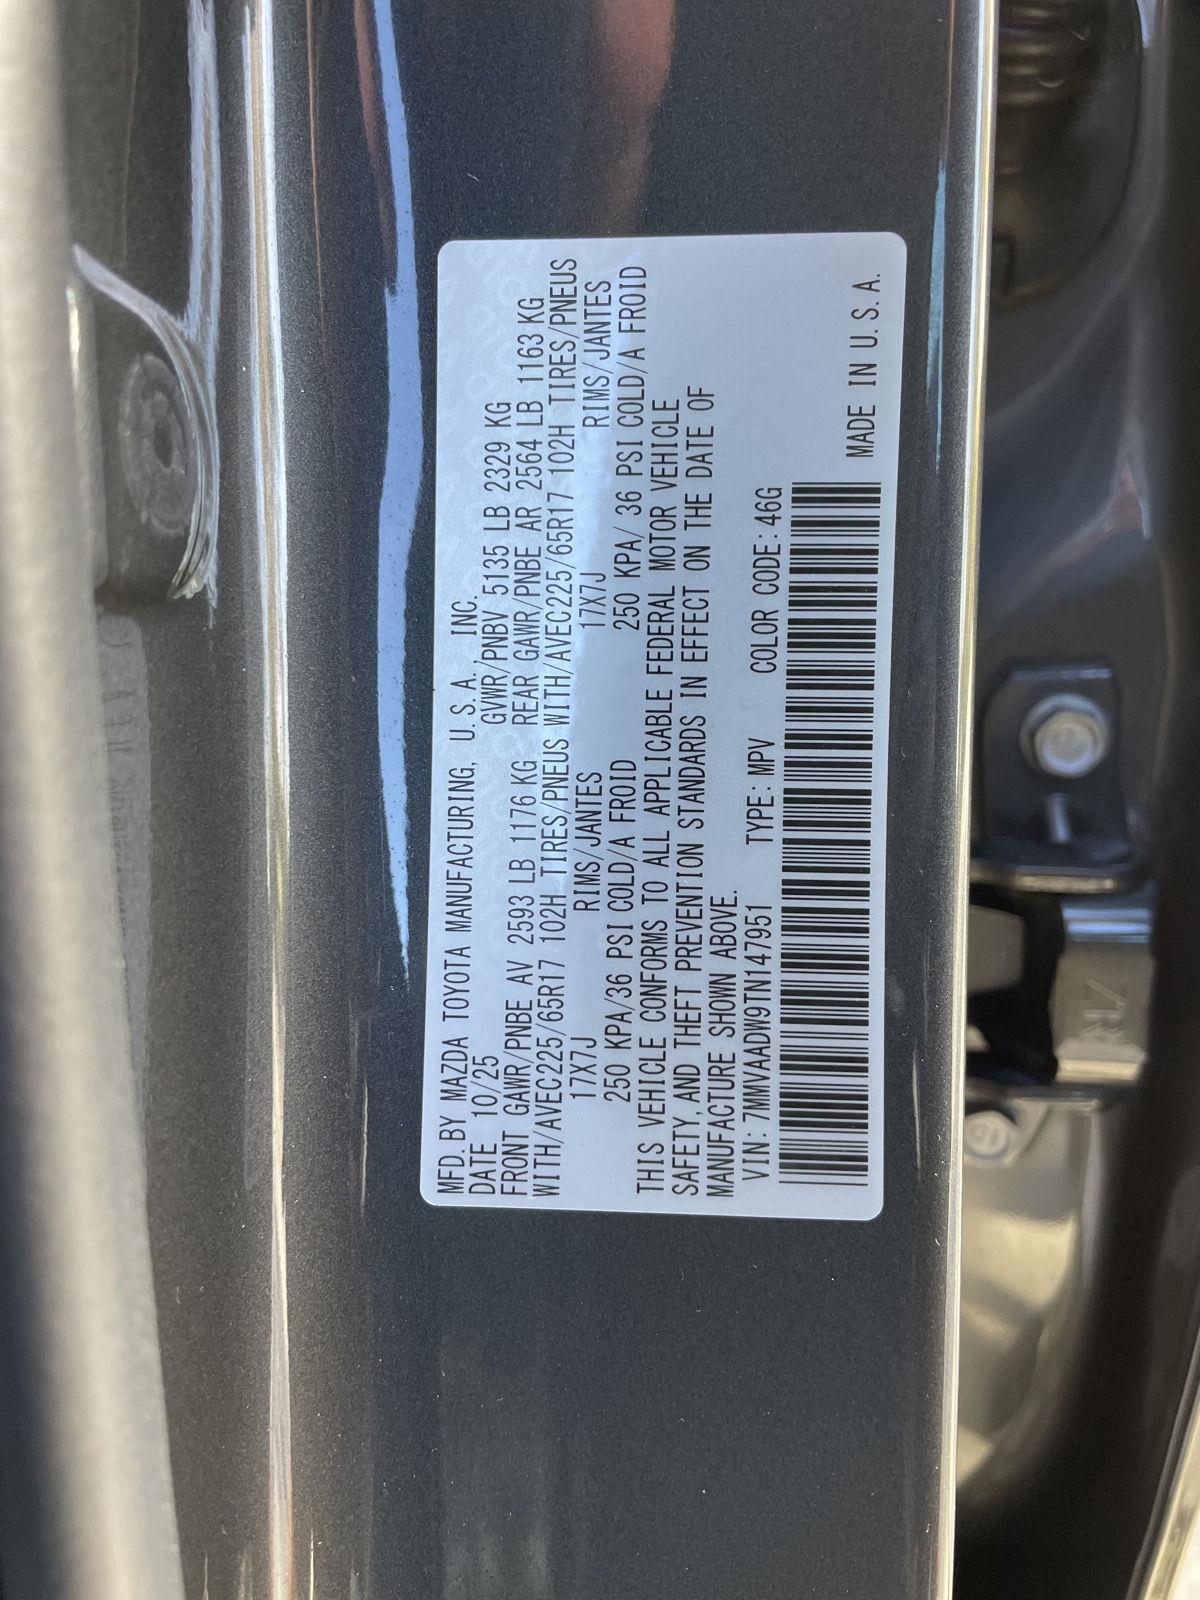 MFD. BY MAZDA TOYOTA MANUFACTURING, U. S. A., INC.
DATE 10/25 GVWR/PNBV 5135 LB 2329 KG
FRONT GAWR/PNBE AV 2593 LB 1176 KG REAR GAWR/PNBE AR 2564 LB 1163 KG
WITH/AVEC225/65R17 102H TIRES/PNEUS WITH/AVEC225/65R17 102H TIRES/PNEUS
17X7J RIMS/JANTES 17X7J RIMS/JANTES
250 KPA/36 PSI COLD/A FROID 250 KPA/ 36 PSI COLD/A FROID
THIS VEHICLE CONFORMS TO ALL APPLICABLE FEDERAL MOTOR VEHICLE
SAFETY, AND THEFT PREVENTION STANDARDS IN EFFECT ON THE DATE OF
MANUFACTURE SHOWN ABOVE.
VIN: 7MMVAADW9TN147951 TYPE: MPV COLOR CODE: 46G
MADE IN U. S. A.